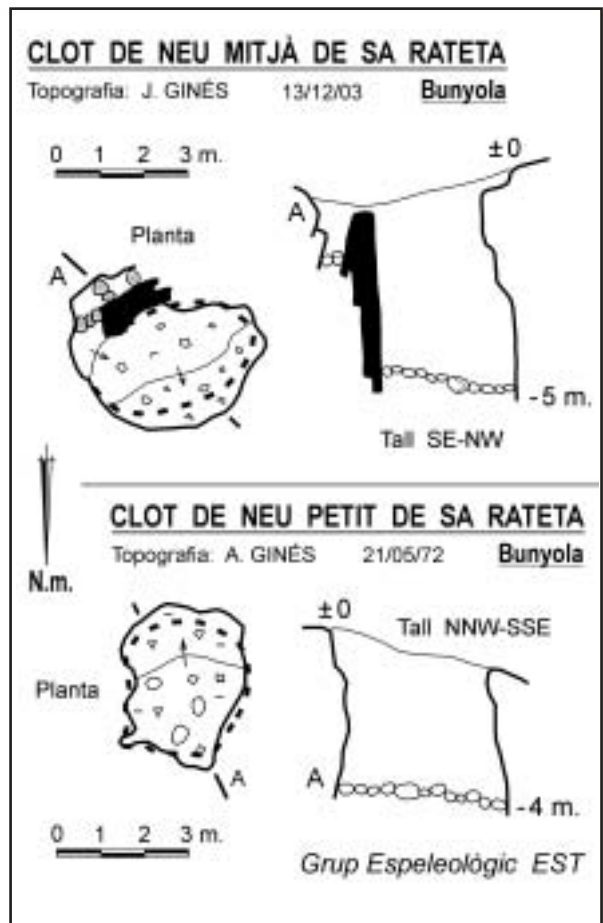 CLOT DE NEU MITJÀ DE SA RATETA
Topografia: J. GINÉS 13/12/03 Bunyola
0 1 2 3 m.
±0
A
Planta
A
-5 m.
Tall SE-NW
N.m.
CLOT DE NEU PETIT DE SA RATETA
Topografia: A. GINÉS 21/05/72 Bunyola
±0
Tall NNW-SSE
Planta
A
A
-4 m.
0 1 2 3 m.
Grup Espeleològic EST